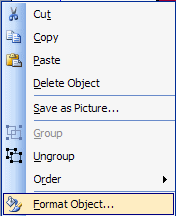 Cut
Copy
Paste
Delete Object
Save as Picture...
Group
Ungroup
Order
Format Object...